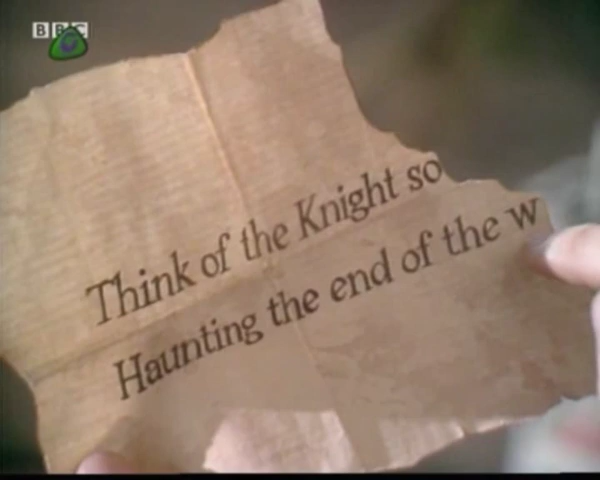 BBC
Think of the Knight so
Haunting the end of the w